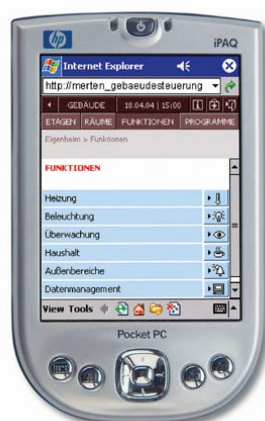 hp
iPAQ
Internet Explorer
http://merten_gebaeudesteuerung
GEBÄUDE 18.04.04 | 15:00
ETAGEN RÄUME FUNKTIONEN PROGRAMME
Eigenheim > Funktionen
FUNKTIONEN
Heizung
Beleuchtung
Überwachung
Haushalt
Außenbereiche
Datenmanagement
View Tools
Pocket PC